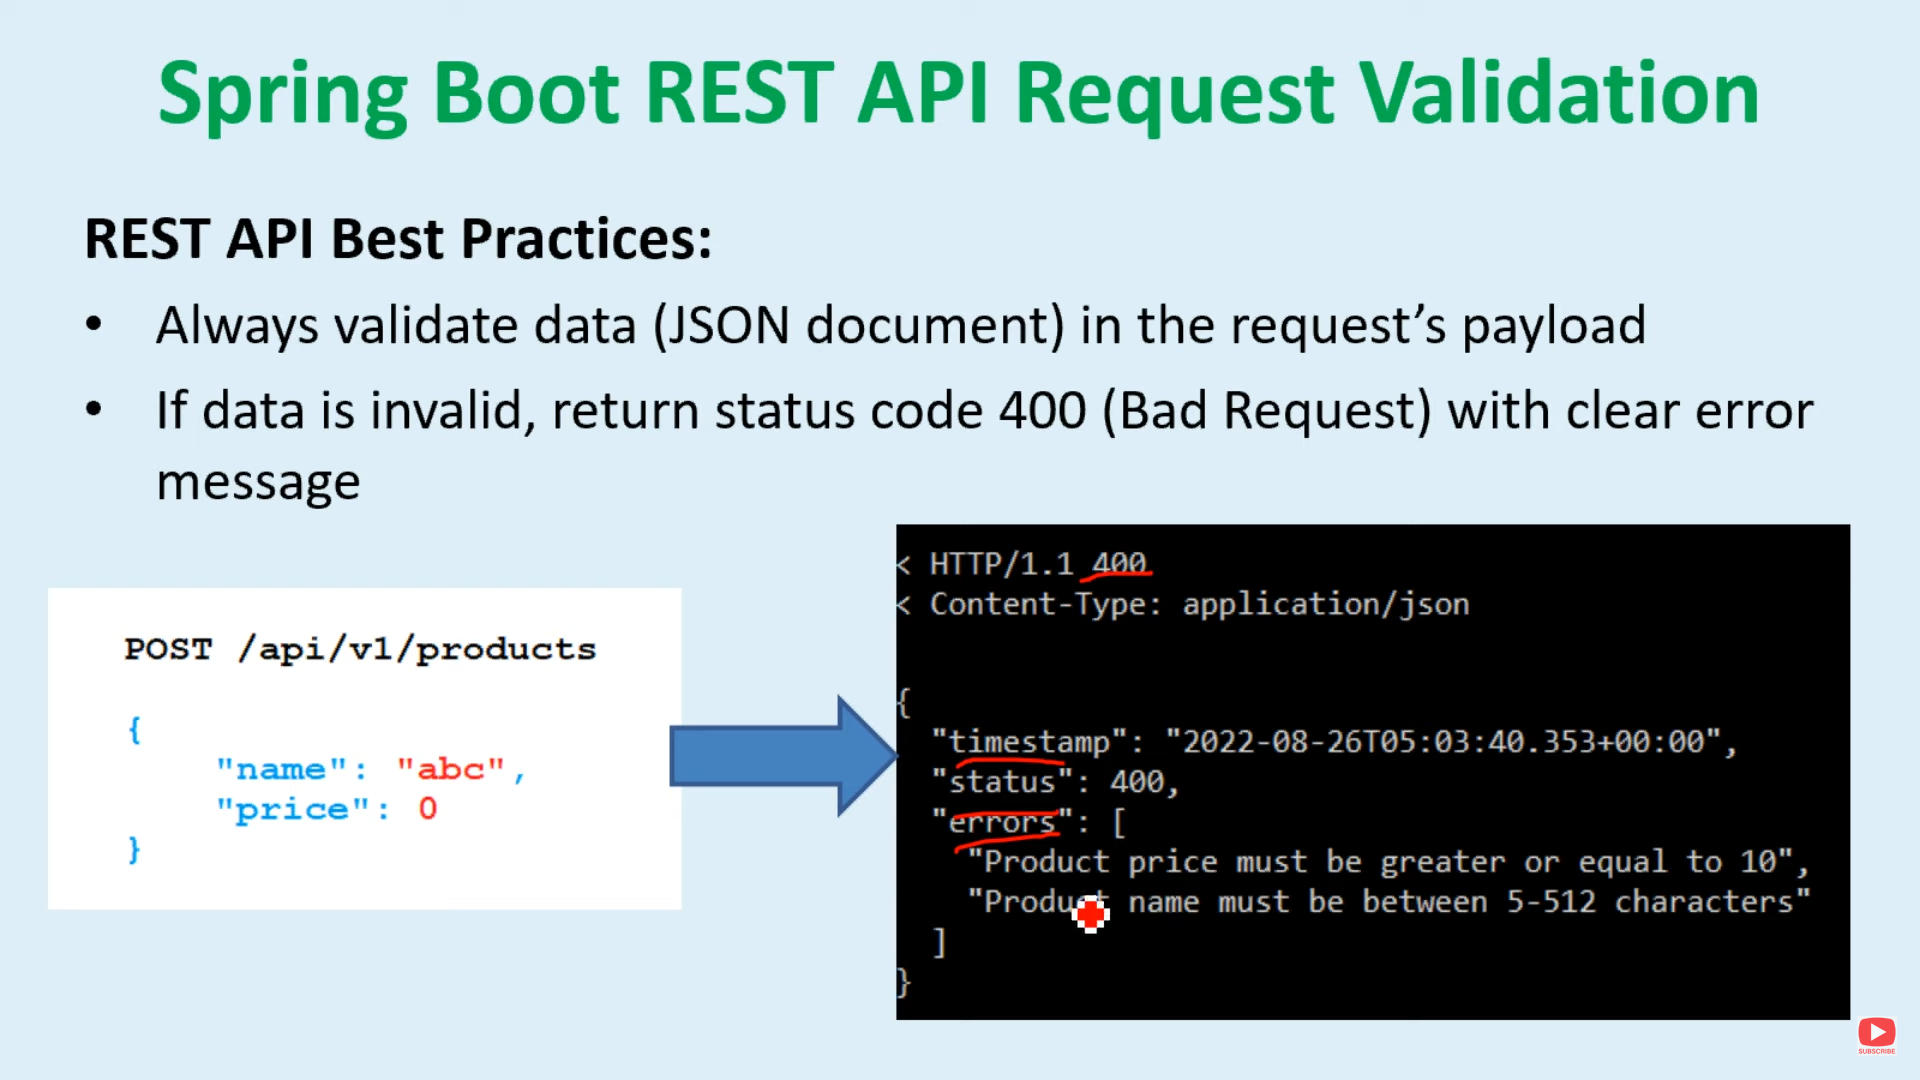 Spring Boot REST API Request Validation
REST API Best Practices:
• Always validate data (JSON document) in the request’s payload
• If data is invalid, return status code 400 (Bad Request) with clear error
message
POST /api/v1/products
{
"name": "abc",
"price": 0
}
< HTTP/1.1 400
< Content-Type: application/json
{
"timestamp": "2022-08-26T05:03:40.353+00:00",
"status": 400,
"errors": [
"Product price must be greater or equal to 10",
"Product name must be between 5-512 characters"
]
}
SUBSCRIBE